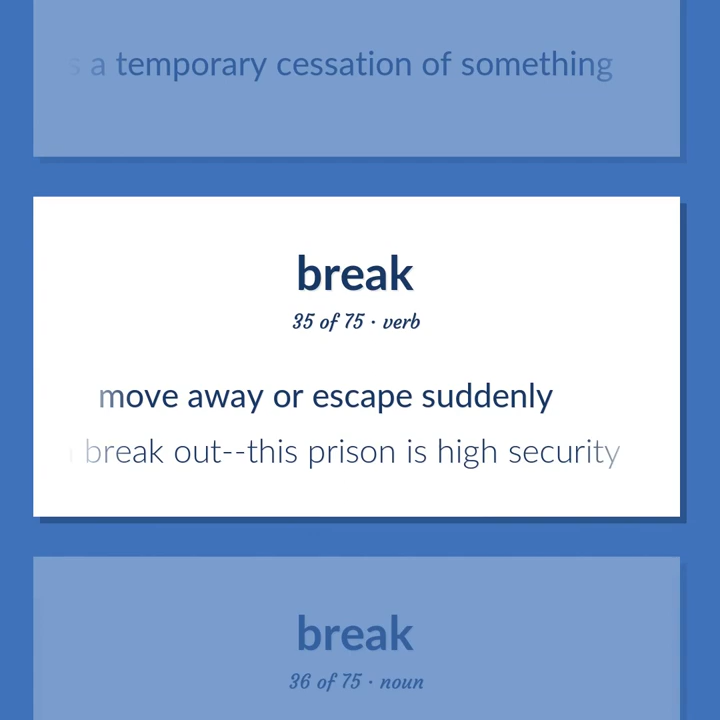 a temporary cessation of something
break
35 of 75 · verb
move away or escape suddenly
break out--this prison is high security
break
36 of 75 · noun